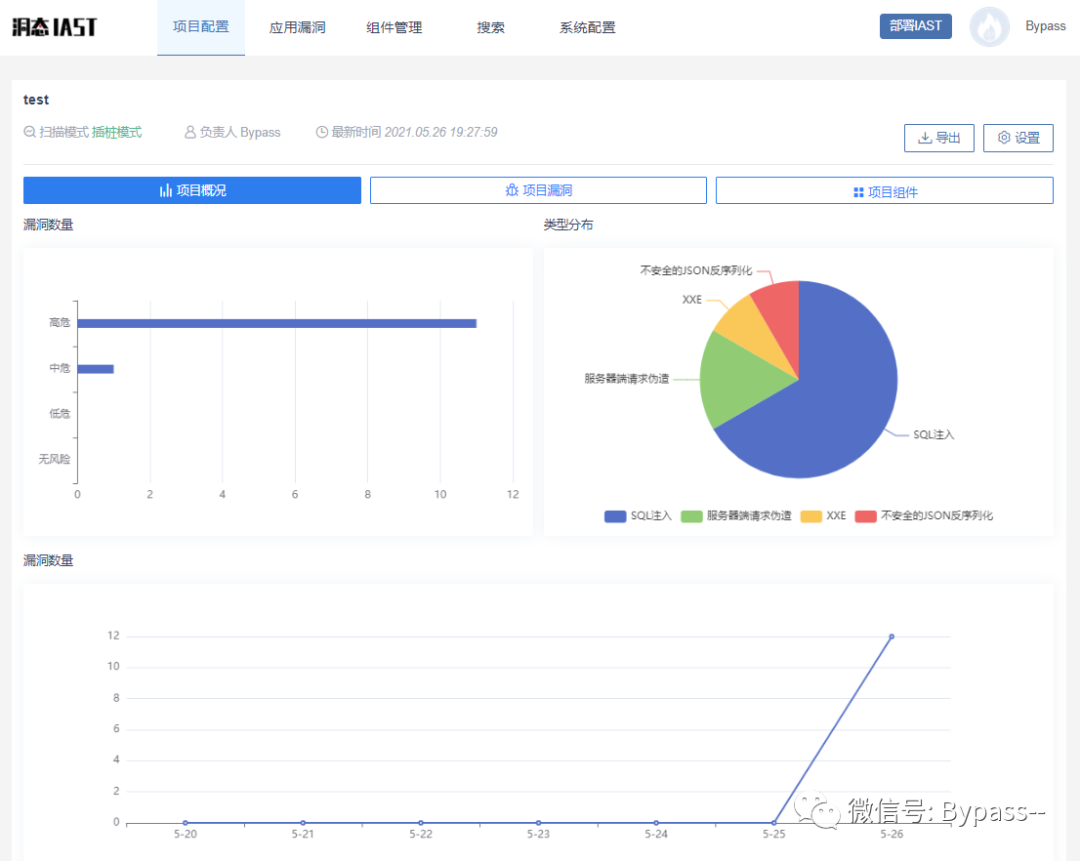 洞态IAST 项目配置 应用漏洞 组件管理 搜索 系统配置 部署IAST Bypass
test
扫描模式 插桩模式 负责人 Bypass 最新时间 2021.05.26 19:27:59 导出 设置
项目概况 项目漏洞 项目组件
漏洞数量
高危
中危
低危
无风险
0 2 4 6 8 10 12
类型分布
不安全的JSON反序列化
XXE
服务器端请求伪造
SQL注入
SQL注入 服务器端请求伪造 XXE 不安全的JSON反序列化
漏洞数量
12
10
8
6
4
2
0
5-20 5-21 5-22 5-23 5-24 5-25 5-26
微信号: Bypass--